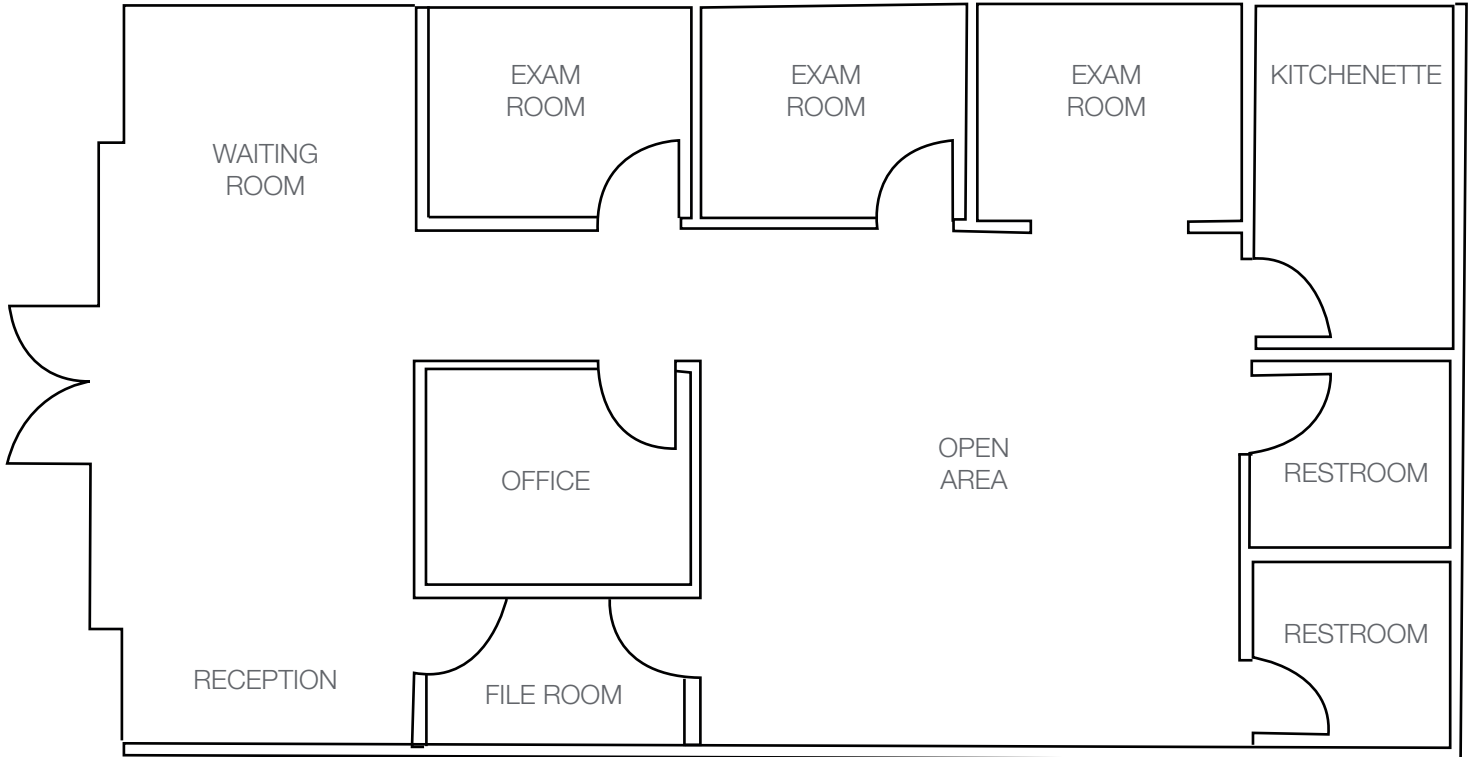 EXAM
ROOM
EXAM
ROOM
EXAM
ROOM
KITCHENETTE
WAITING
ROOM
OPEN
AREA
OFFICE
RESTROOM
RESTROOM
RECEPTION
FILE ROOM